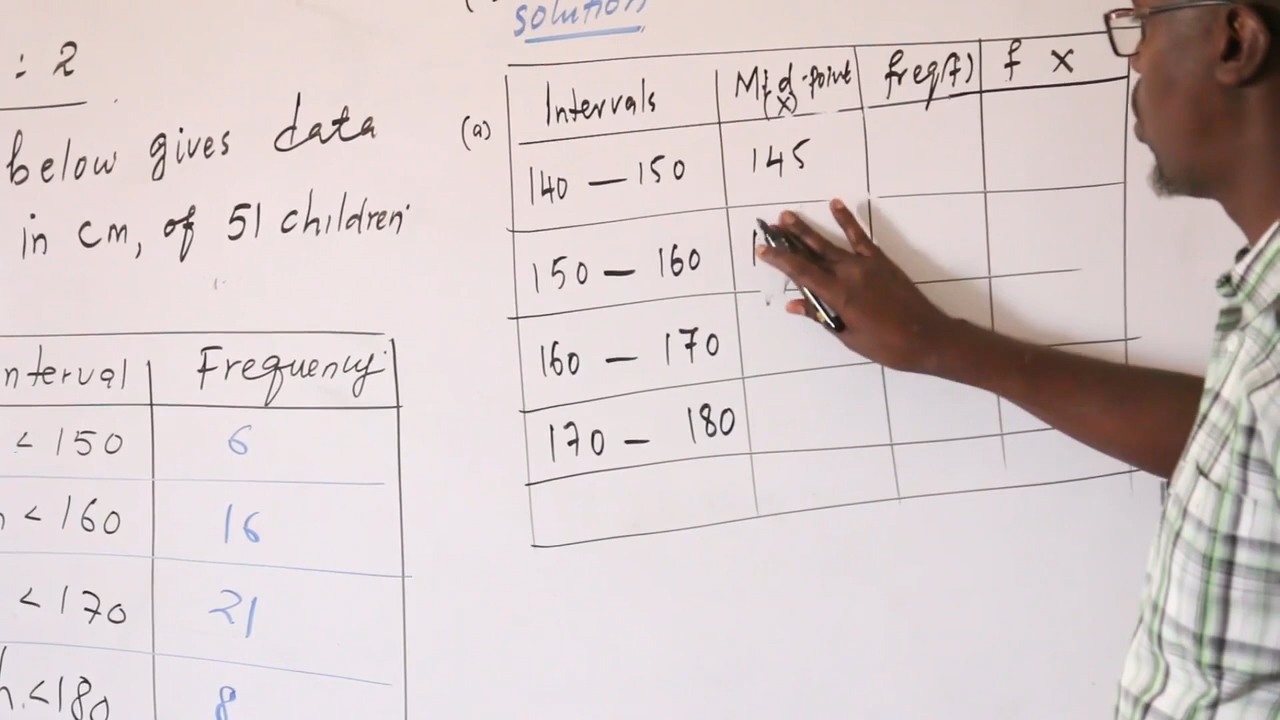 : 2
below gives data
in cm, of 51 children.
nterval Frequency
< 150 6
< 160 16
< 170 21
h < 180 8
solution
(a)
Intervals Mid-point (x) freq(f) f x
140 — 150 145
150 — 160 1
160 — 170
170 — 180